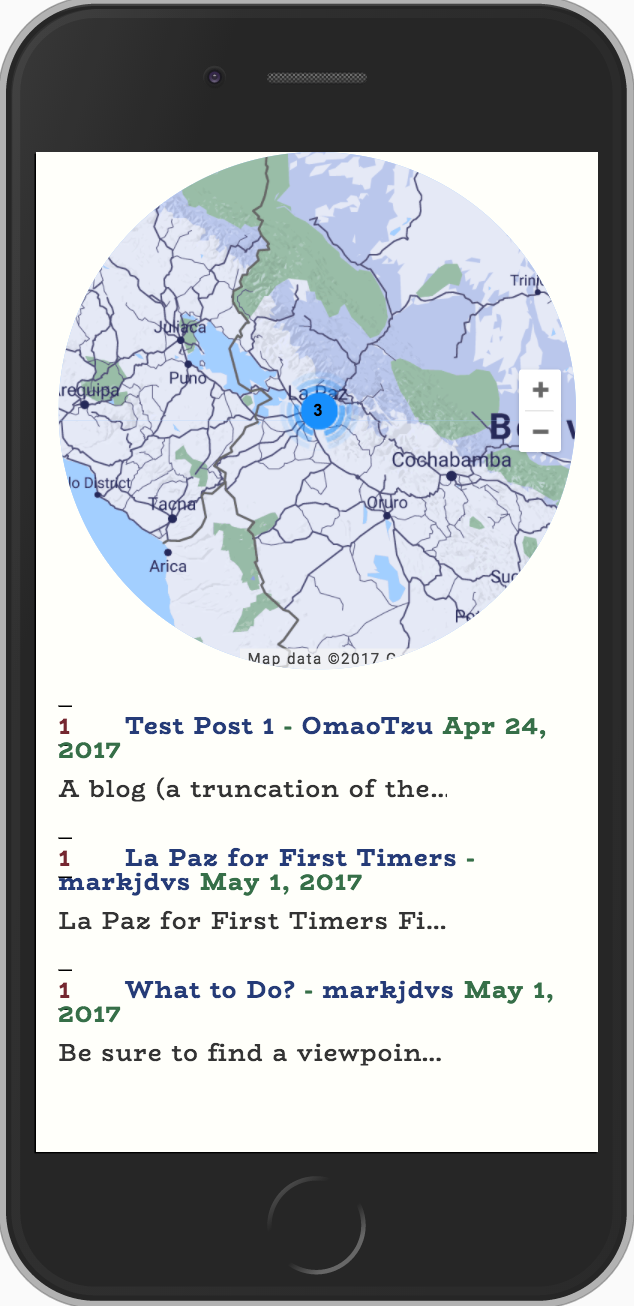 Trini
Juliaca
Puno
requipa
La Paz
3
+
B
−
Cochabamba
lo District
Tacna
Oruro
Arica
Suc
Po
Map data ©2017 G
1 Test Post 1 - OmaoTzu Apr 24,
2017
A blog (a truncation of the...
1 La Paz for First Timers -
markjdvs May 1, 2017
La Paz for First Timers Fi...
1 What to Do? - markjdvs May 1,
2017
Be sure to find a viewpoin...